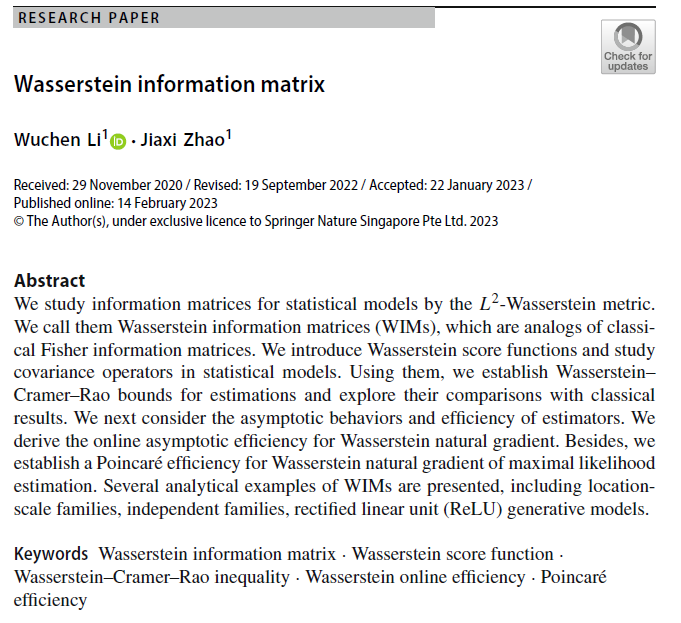 RESEARCH PAPER
Check for
updates
Wasserstein information matrix
Wuchen Li¹ iD · Jiaxi Zhao¹
Received: 29 November 2020 / Revised: 19 September 2022 / Accepted: 22 January 2023 /
Published online: 14 February 2023
© The Author(s), under exclusive licence to Springer Nature Singapore Pte Ltd. 2023
Abstract
We study information matrices for statistical models by the L²-Wasserstein metric.
We call them Wasserstein information matrices (WIMs), which are analogs of classi-
cal Fisher information matrices. We introduce Wasserstein score functions and study
covariance operators in statistical models. Using them, we establish Wasserstein–
Cramer–Rao bounds for estimations and explore their comparisons with classical
results. We next consider the asymptotic behaviors and efficiency of estimators. We
derive the online asymptotic efficiency for Wasserstein natural gradient. Besides, we
establish a Poincaré efficiency for Wasserstein natural gradient of maximal likelihood
estimation. Several analytical examples of WIMs are presented, including location-
scale families, independent families, rectified linear unit (ReLU) generative models.
Keywords Wasserstein information matrix · Wasserstein score function ·
Wasserstein–Cramer–Rao inequality · Wasserstein online efficiency · Poincaré
efficiency